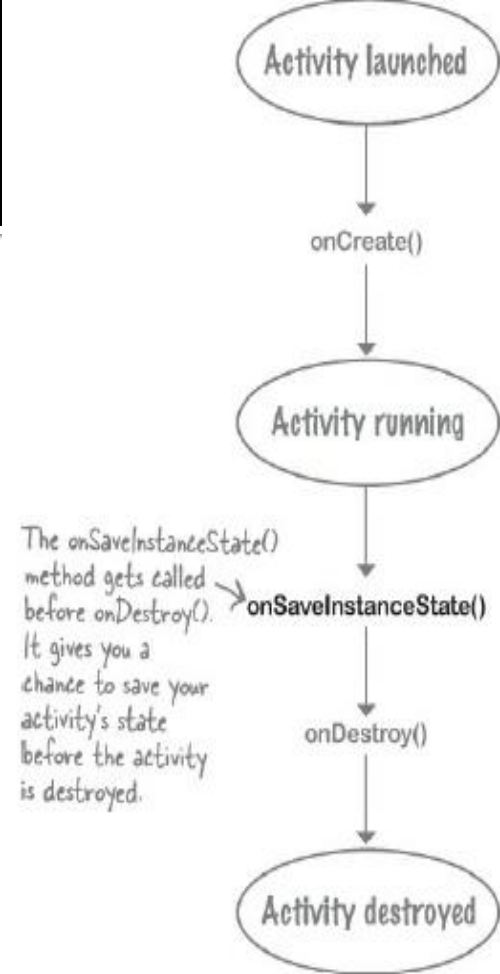 Activity launched
onCreate()
Activity running
The onSaveInstanceState()
method gets called
before onDestroy().
It gives you a
chance to save your
activity's state
before the activity
is destroyed.
onSaveInstanceState()
onDestroy()
Activity destroyed